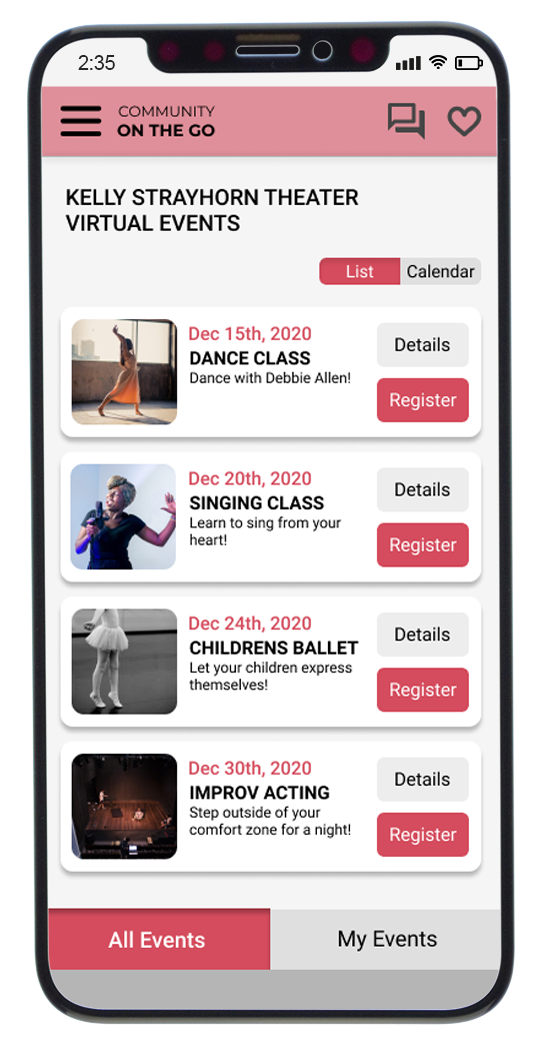 2:35
COMMUNITY
ON THE GO
KELLY STRAYHORN THEATER
VIRTUAL EVENTS
List Calendar
Dec 15th, 2020
DANCE CLASS
Dance with Debbie Allen!
Details
Register
Dec 20th, 2020
SINGING CLASS
Learn to sing from your
heart!
Details
Register
Dec 24th, 2020
CHILDRENS BALLET
Let your children express
themselves!
Details
Register
Dec 30th, 2020
IMPROV ACTING
Step outside of your
comfort zone for a night!
Details
Register
All Events My Events